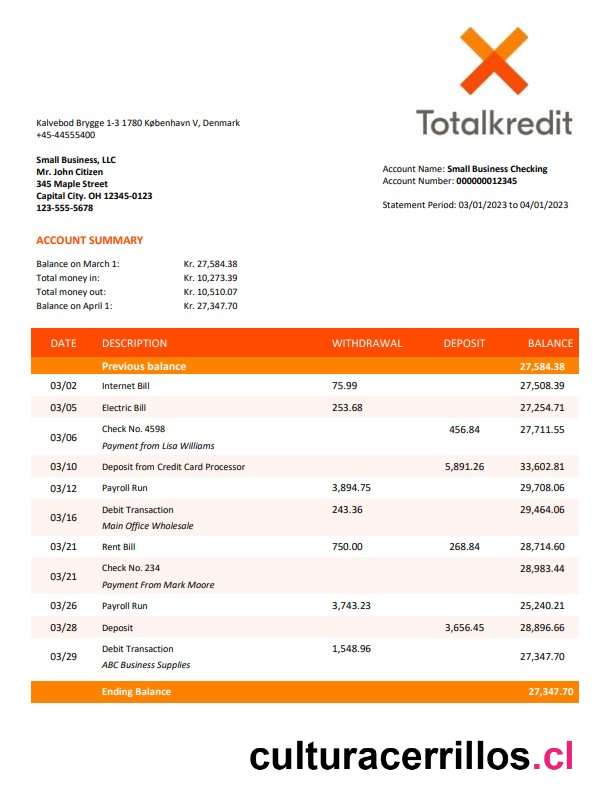 Totalkredit
Kalvebod Brygge 1-3 1780 København V, Denmark
+45-44555400
Small Business, LLC
Mr. John Citizen
345 Maple Street
Capital City. OH 12345-0123
123-555-5678
Account Name: Small Business Checking
Account Number: 000000012345
Statement Period: 03/01/2023 to 04/01/2023
ACCOUNT SUMMARY
Balance on March 1: Kr. 27,584.38
Total money in: Kr. 10,273.39
Total money out: Kr. 10,510.07
Balance on April 1: Kr. 27,347.70
DATE DESCRIPTION WITHDRAWAL DEPOSIT BALANCE
Previous balance 27,584.38
03/02 Internet Bill 75.99 27,508.39
03/05 Electric Bill 253.68 27,254.71
03/06 Check No. 4598 456.84 27,711.55
Payment from Lisa Williams
03/10 Deposit from Credit Card Processor 5,891.26 33,602.81
03/12 Payroll Run 3,894.75 29,708.06
03/16 Debit Transaction 243.36 29,464.06
Main Office Wholesale
03/21 Rent Bill 750.00 268.84 28,714.60
03/21 Check No. 234 28,983.44
Payment From Mark Moore
03/26 Payroll Run 3,743.23 25,240.21
03/28 Deposit 3,656.45 28,896.66
03/29 Debit Transaction 1,548.96 27,347.70
ABC Business Supplies
Ending Balance 27,347.70
culturacerrillos.cl